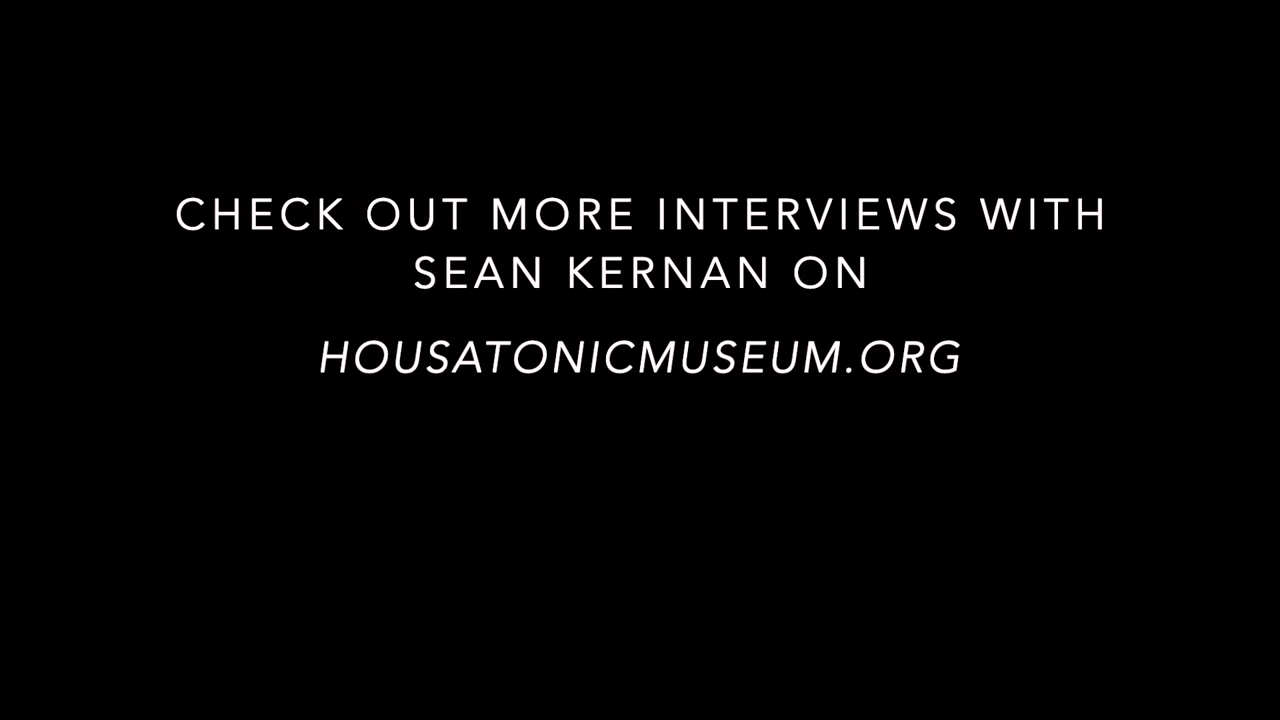 CHECK OUT MORE INTERVIEWS WITH
SEAN KERNAN ON
HOUSATONICMUSEUM.ORG